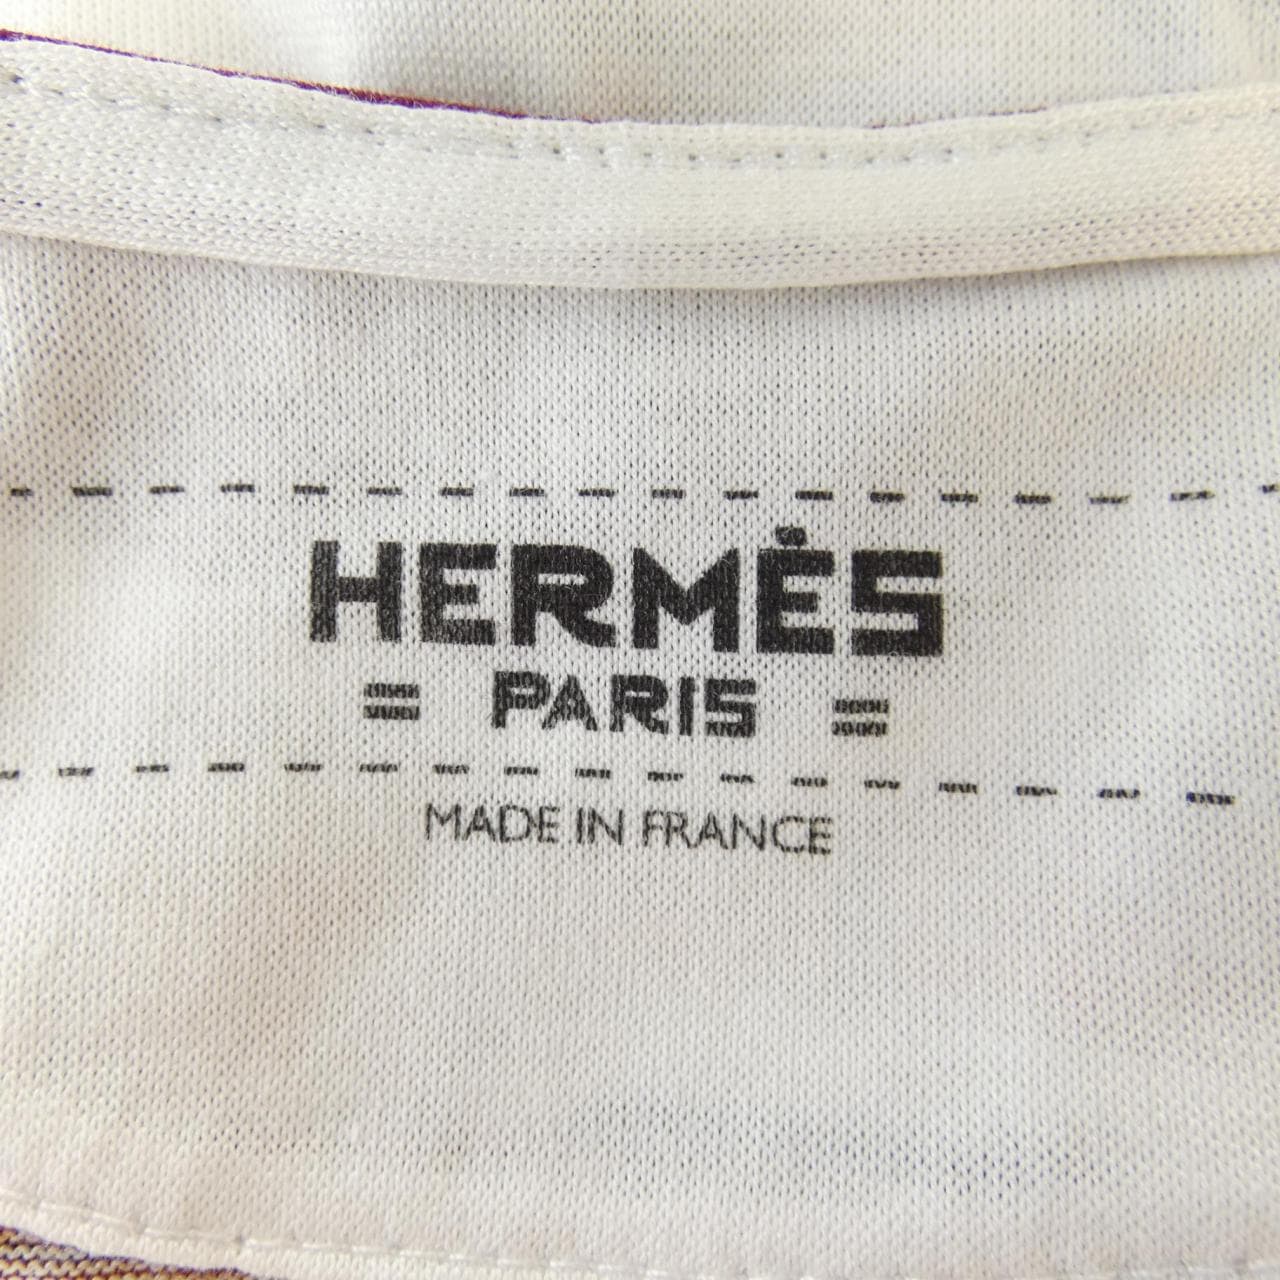 HERMÈS
= PARIS =
MADE IN FRANCE